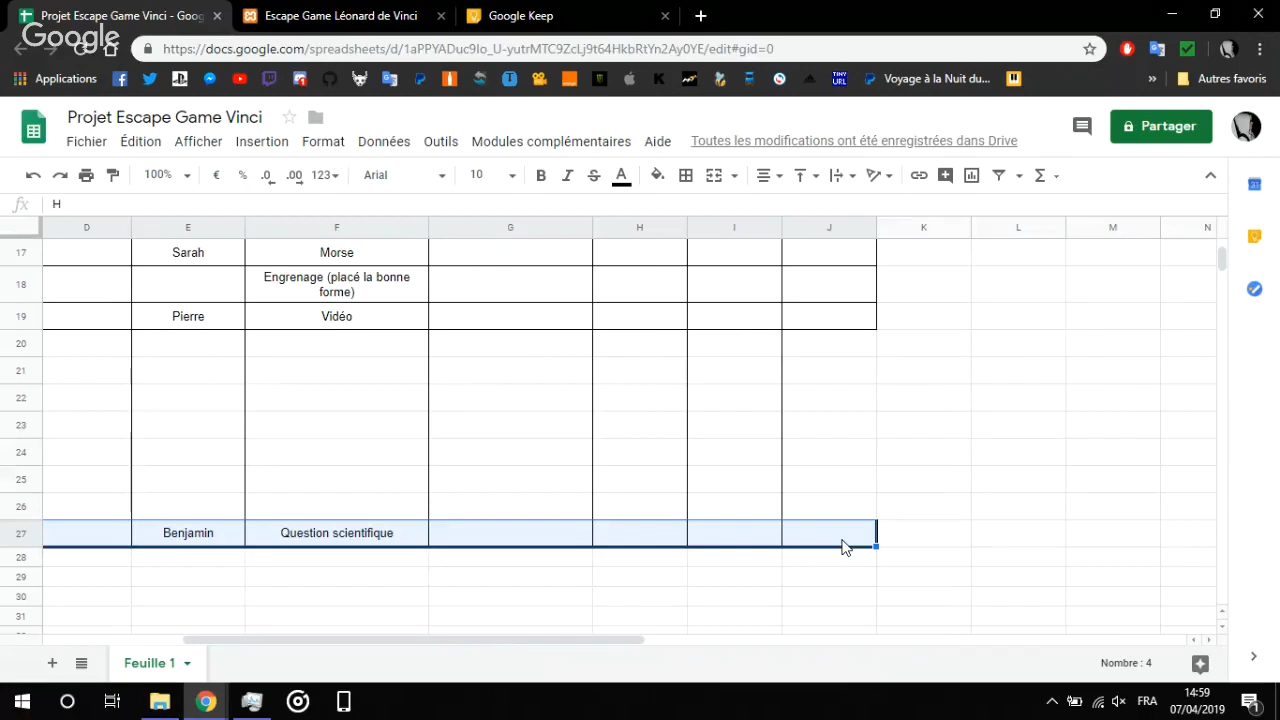 Projet Escape Game Vinci - Goog
Escape Game Léonard de Vinci
Google Keep
Google
https://docs.google.com/spreadsheets/d/1aPPYADuc9Io_U-yutrMTC9ZcLj9t64HkbRtYn2Ay0YE/edit#gid=0
Applications
TINY
URL
Voyage à la Nuit du...
Autres favoris
Projet Escape Game Vinci
Partager
Fichier Édition Afficher Insertion Format Données Outils Modules complémentaires Aide Toutes les modifications ont été enregistrées dans Drive
100% € % .0 .00 123 Arial 10 B I S A Σ
fx H
D E F G H I J K L M N
17 Sarah Morse
18 Engrenage (placé la bonne
forme)
19 Pierre Vidéo
20
21
22
23
24
25
26
27 Benjamin Question scientifique
28
29
30
31
Feuille 1
Nombre : 4
FRA
14:59
07/04/2019